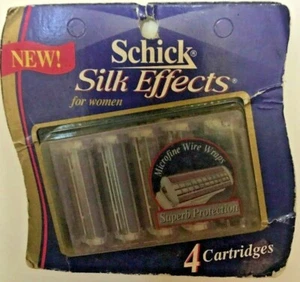 NEW!
Schick®
Silk Effects®
for women
Microfine Wire Wraps
Superb Protection
4 Cartridges